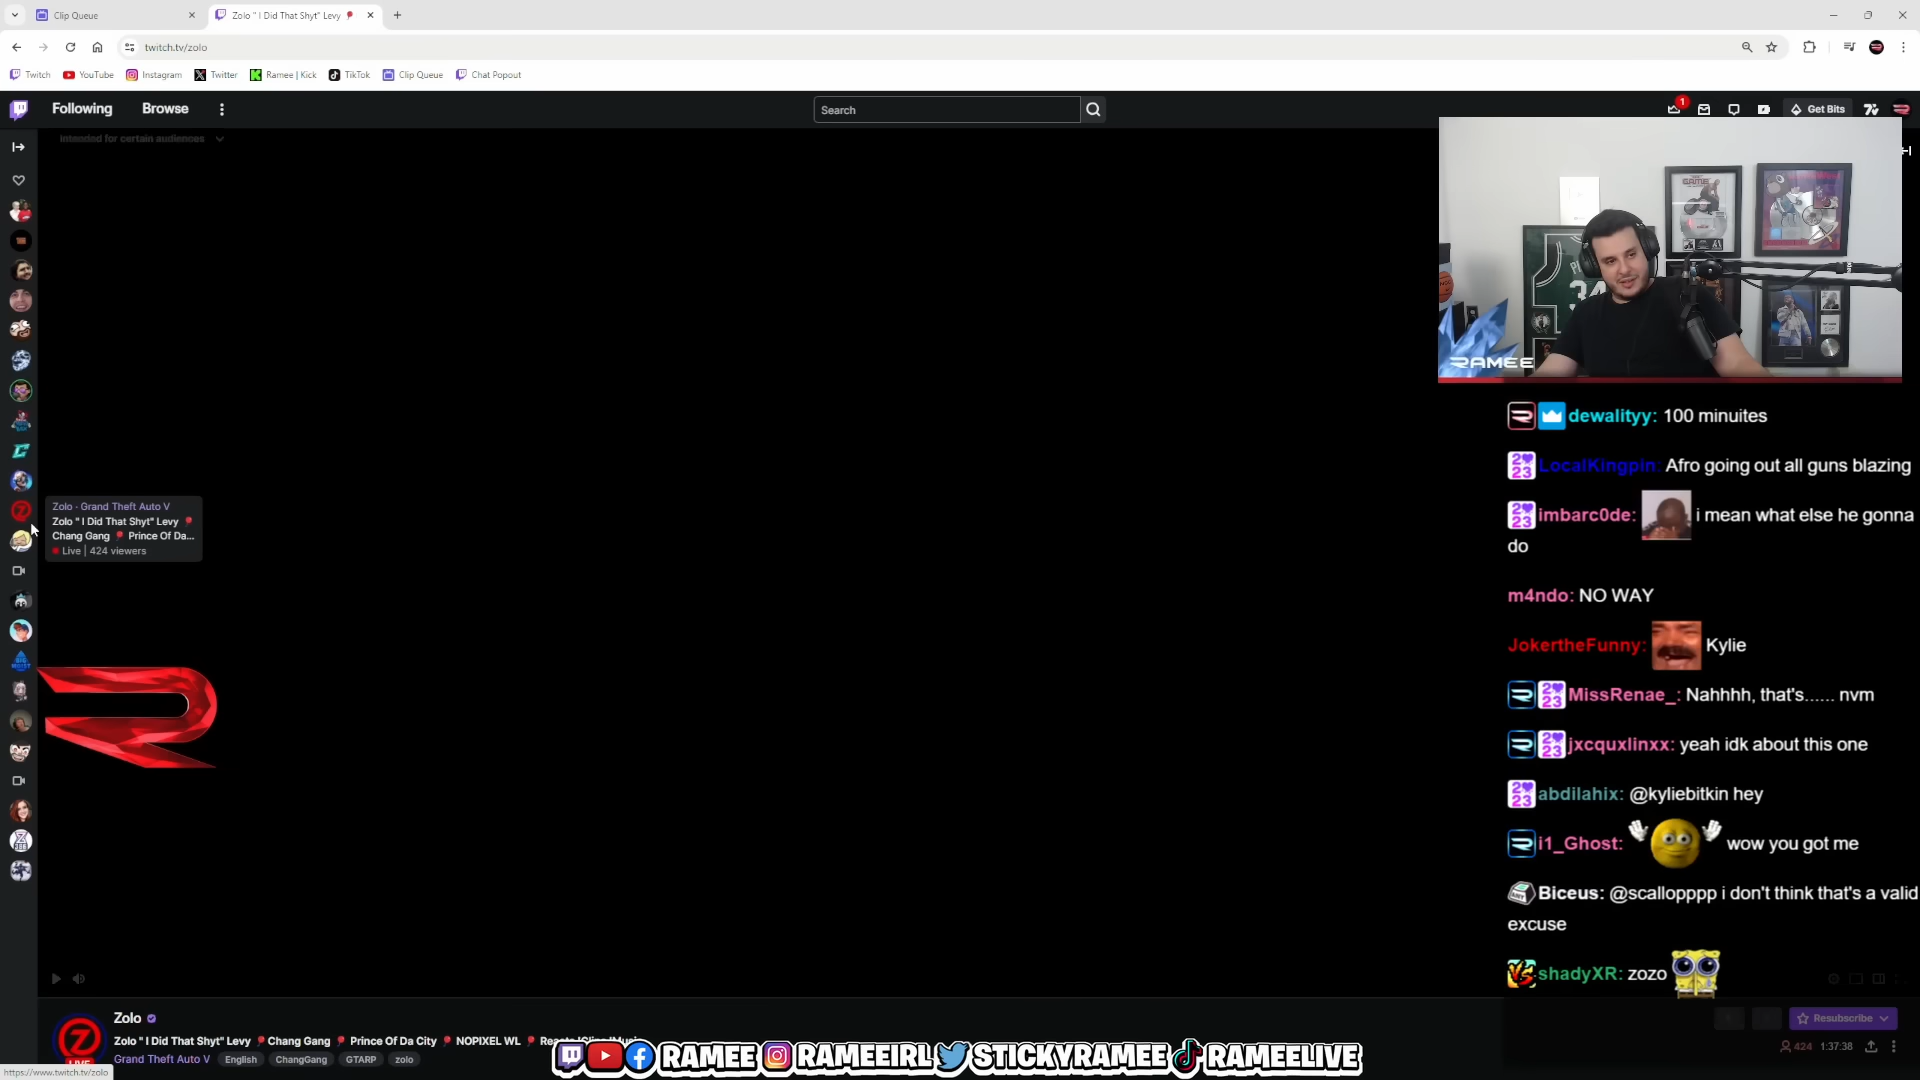 Clip Queue
Zolo " I Did That Shyt" Levy
twitch.tv/zolo
Twitch
YouTube
Instagram
Twitter
Ramee | Kick
TikTok
Clip Queue
Chat Popout
Following
Browse
Search
1
Get Bits
Intended for certain audiences
RAMEE
dewalityy: 100 minuites
LocalKingpin: Afro going out all guns blazing
imbarc0de: i mean what else he gonna
do
m4ndo: NO WAY
JokertheFunny: Kylie
MissRenae_: Nahhhh, that's...... nvm
jxcquxlinxx: yeah idk about this one
abdilahix: @kyliebitkin hey
i1_Ghost: wow you got me
Biceus: @scallopppp i don't think that's a valid
excuse
shadyXR: zozo
Zolo - Grand Theft Auto V
Zolo " I Did That Shyt" Levy
Chang Gang Prince Of Da...
Live | 424 viewers
Zolo
Zolo " I Did That Shyt" Levy Chang Gang Prince Of Da City NOPIXEL WL
Grand Theft Auto V
English
ChangGang
GTARP
zolo
Resubscribe
424
1:37:38
RAMEE
RAMEEIRL
STICKYRAMEE
RAMEELIVE
https://www.twitch.tv/zolo